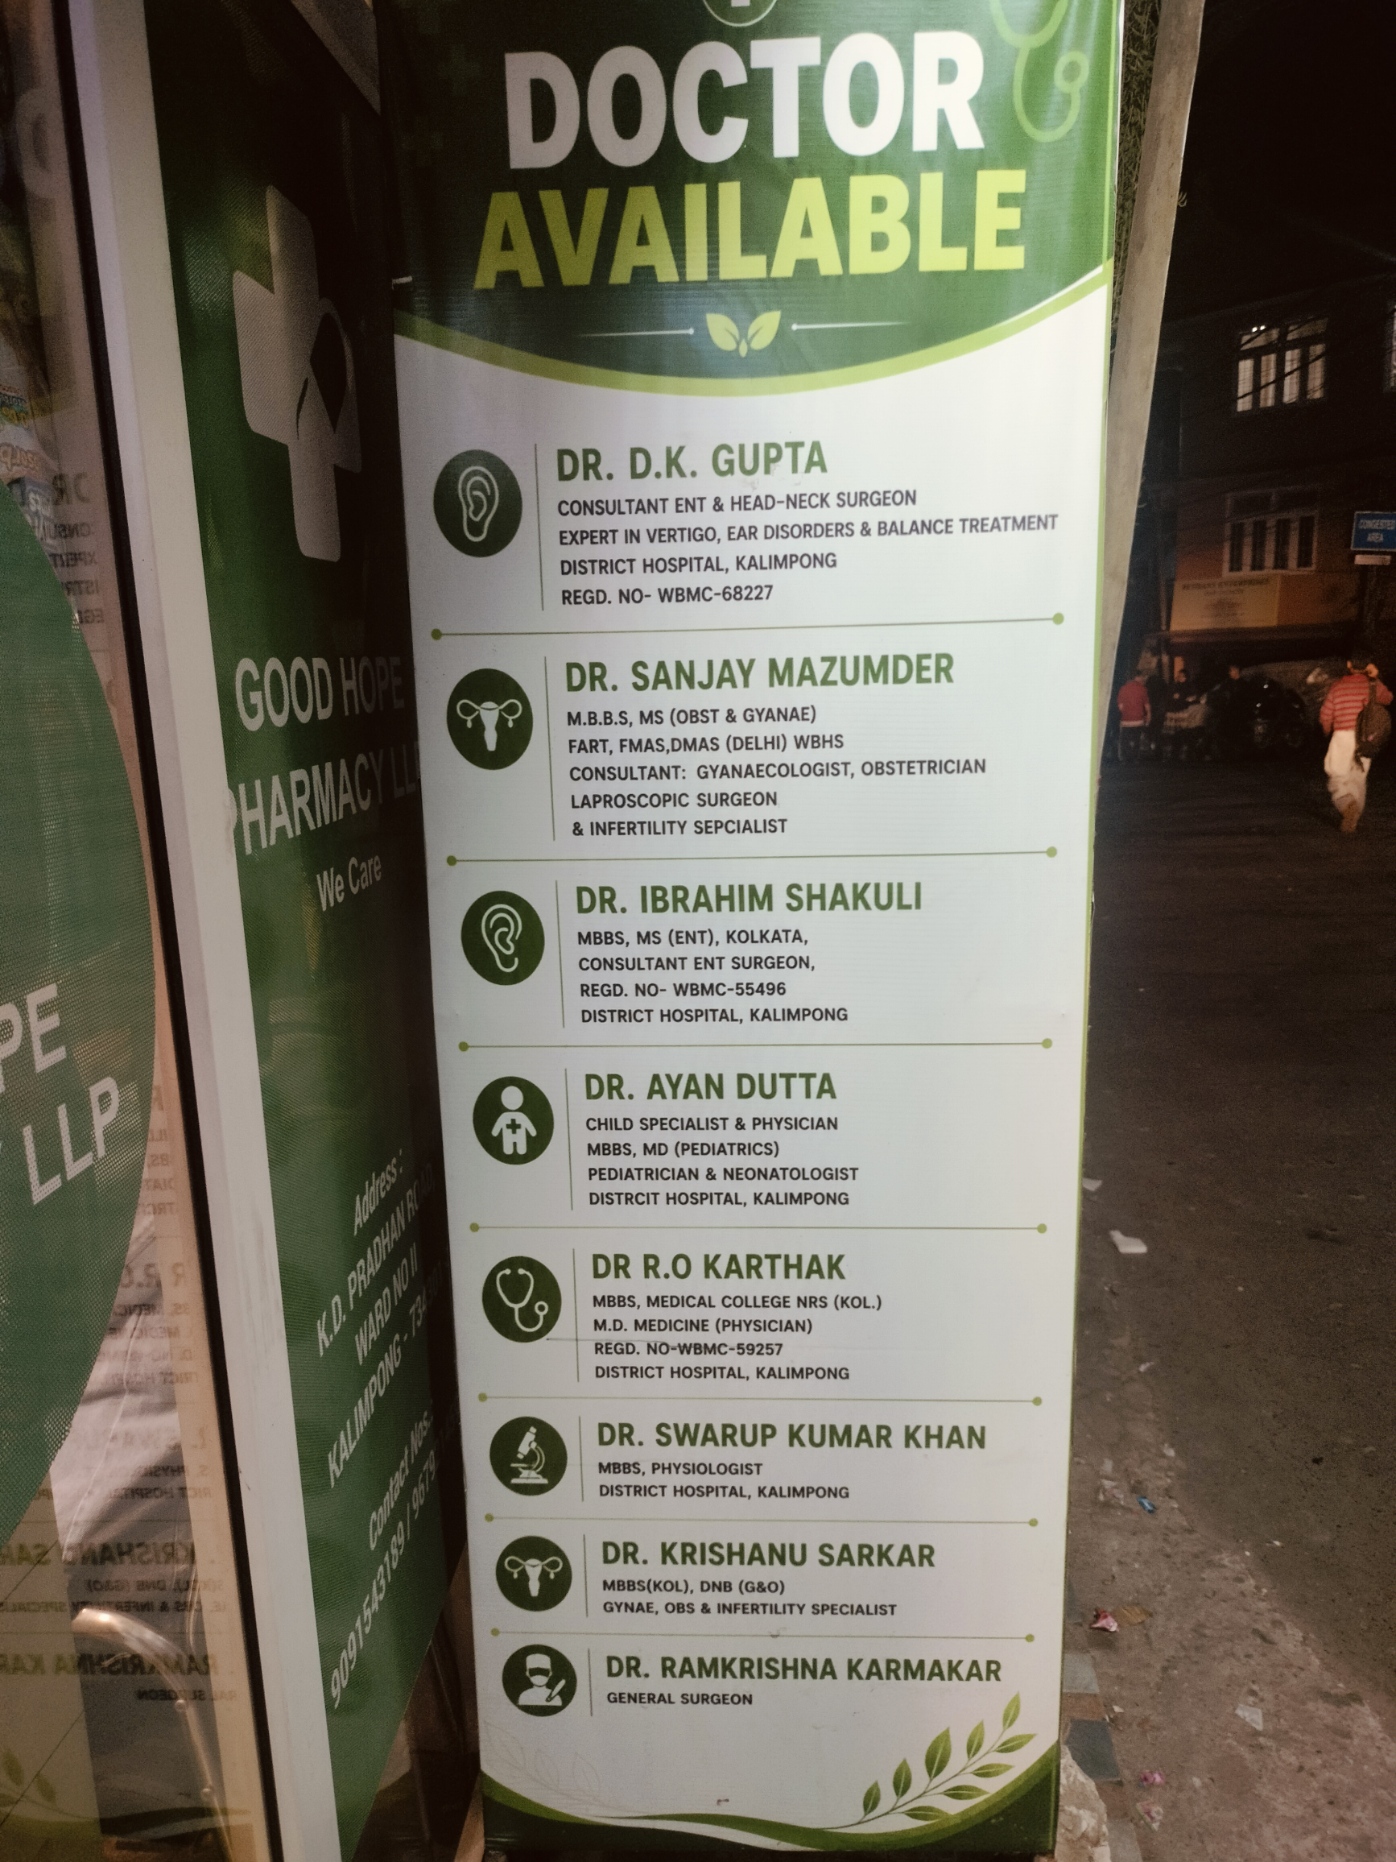 DOCTOR
AVAILABLE
DR. D.K. GUPTA
CONSULTANT ENT & HEAD-NECK SURGEON
EXPERT IN VERTIGO, EAR DISORDERS & BALANCE TREATMENT
DISTRICT HOSPITAL, KALIMPONG
REGD. NO- WBMC-68227
DR. SANJAY MAZUMDER
M.B.B.S, MS (OBST & GYANAE)
FART, FMAS,DMAS (DELHI) WBHS
CONSULTANT: GYANAECOLOGIST, OBSTETRICIAN
LAPROSCOPIC SURGEON
& INFERTILITY SEPCIALIST
DR. IBRAHIM SHAKULI
MBBS, MS (ENT), KOLKATA,
CONSULTANT ENT SURGEON,
REGD. NO- WBMC-55496
DISTRICT HOSPITAL, KALIMPONG
DR. AYAN DUTTA
CHILD SPECIALIST & PHYSICIAN
MBBS, MD (PEDIATRICS)
PEDIATRICIAN & NEONATOLOGIST
DISTRCIT HOSPITAL, KALIMPONG
DR R.O KARTHAK
MBBS, MEDICAL COLLEGE NRS (KOL.)
M.D. MEDICINE (PHYSICIAN)
REGD. NO-WBMC-59257
DISTRICT HOSPITAL, KALIMPONG
DR. SWARUP KUMAR KHAN
MBBS, PHYSIOLOGIST
DISTRICT HOSPITAL, KALIMPONG
DR. KRISHANU SARKAR
MBBS(KOL), DNB (G&O)
GYNAE, OBS & INFERTILITY SPECIALIST
DR. RAMKRISHNA KARMAKAR
GENERAL SURGEON
GOOD HOPE
PHARMACY LLP
We Care
Address :
K.D. PRADHAN ROAD
WARD NO II
KALIMPONG -
Contact Nos.:
9091543189 |
LLP
CONGESTED
AREA